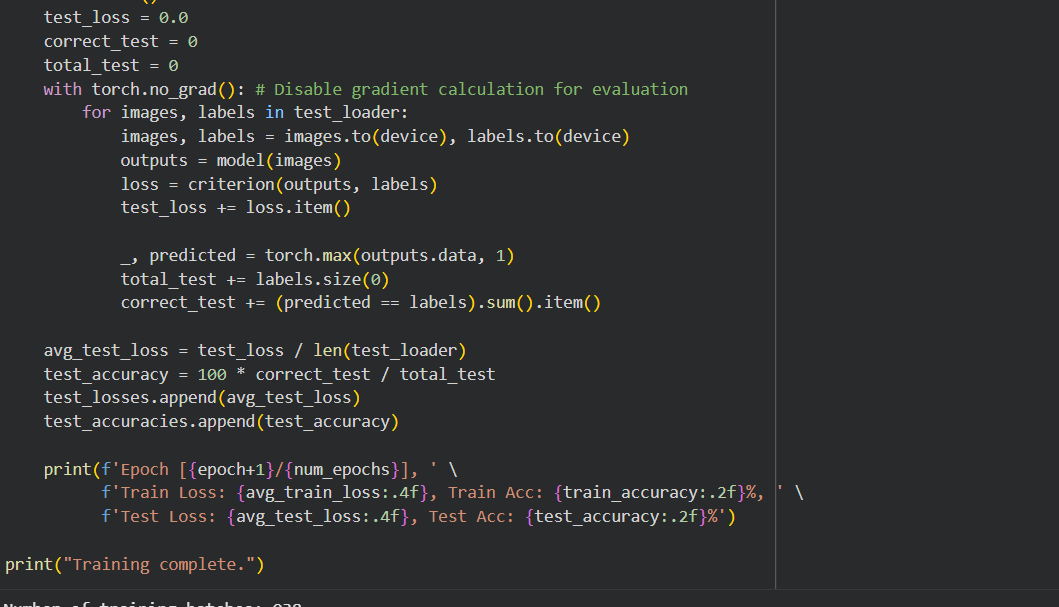 test_loss = 0.0
correct_test = 0
total_test = 0
with torch.no_grad(): # Disable gradient calculation for evaluation
for images, labels in test_loader:
images, labels = images.to(device), labels.to(device)
outputs = model(images)
loss = criterion(outputs, labels)
test_loss += loss.item()
_, predicted = torch.max(outputs.data, 1)
total_test += labels.size(0)
correct_test += (predicted == labels).sum().item()
avg_test_loss = test_loss / len(test_loader)
test_accuracy = 100 * correct_test / total_test
test_losses.append(avg_test_loss)
test_accuracies.append(test_accuracy)
print(f'Epoch [{epoch+1}/{num_epochs}], ' \
f'Train Loss: {avg_train_loss:.4f}, Train Acc: {train_accuracy:.2f}%, ' \
f'Test Loss: {avg_test_loss:.4f}, Test Acc: {test_accuracy:.2f}%')
print("Training complete.")
Number of training batches: